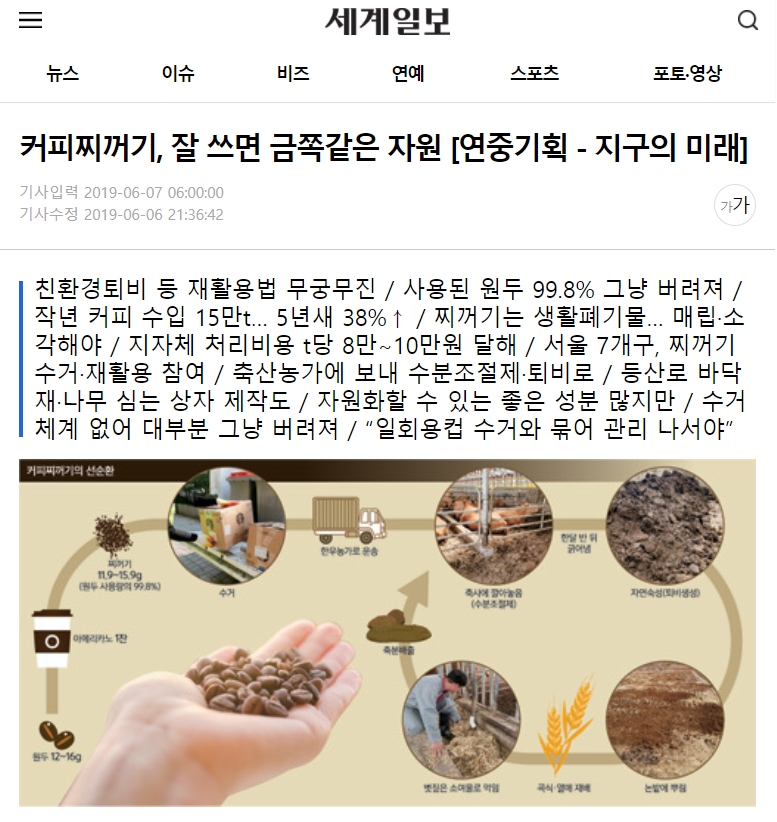 세계일보
뉴스 이슈 비즈 연예 스포츠 포토·영상
커피찌꺼기, 잘 쓰면 금쪽같은 자원 [연중기획 - 지구의 미래]
기사입력 2019-06-07 06:00:00
기사수정 2019-06-06 21:36:42
가가
친환경퇴비 등 재활용법 무궁무진 / 사용된 원두 99.8% 그냥 버려져 /
작년 커피 수입 15만t… 5년새 38%↑ / 찌꺼기는 생활폐기물… 매립·소
각해야 / 지자체 처리비용 t당 8만~10만원 달해 / 서울 7개구, 찌꺼기
수거·재활용 참여 / 축산농가에 보내 수분조절제·퇴비로 / 등산로 바닥
재·나무 심는 상자 제작도 / 자원화할 수 있는 좋은 성분 많지만 / 수거
체계 없어 대부분 그냥 버려져 / “일회용컵 수거와 묶어 관리 나서야”
커피찌꺼기의 선순환
찌꺼기
11.9~15.9g
(원두 사용량의 99.8%)
수거
한우농가로 운송
축사에 깔아놓음
(수분조절제)
한달 반 뒤
긁어냄
자연숙성(퇴비생성)
아메리카노 1잔
축분배출
원두 12~16g
볏짚은 소여물로 먹임
곡식·열매 재배
논밭에 뿌림